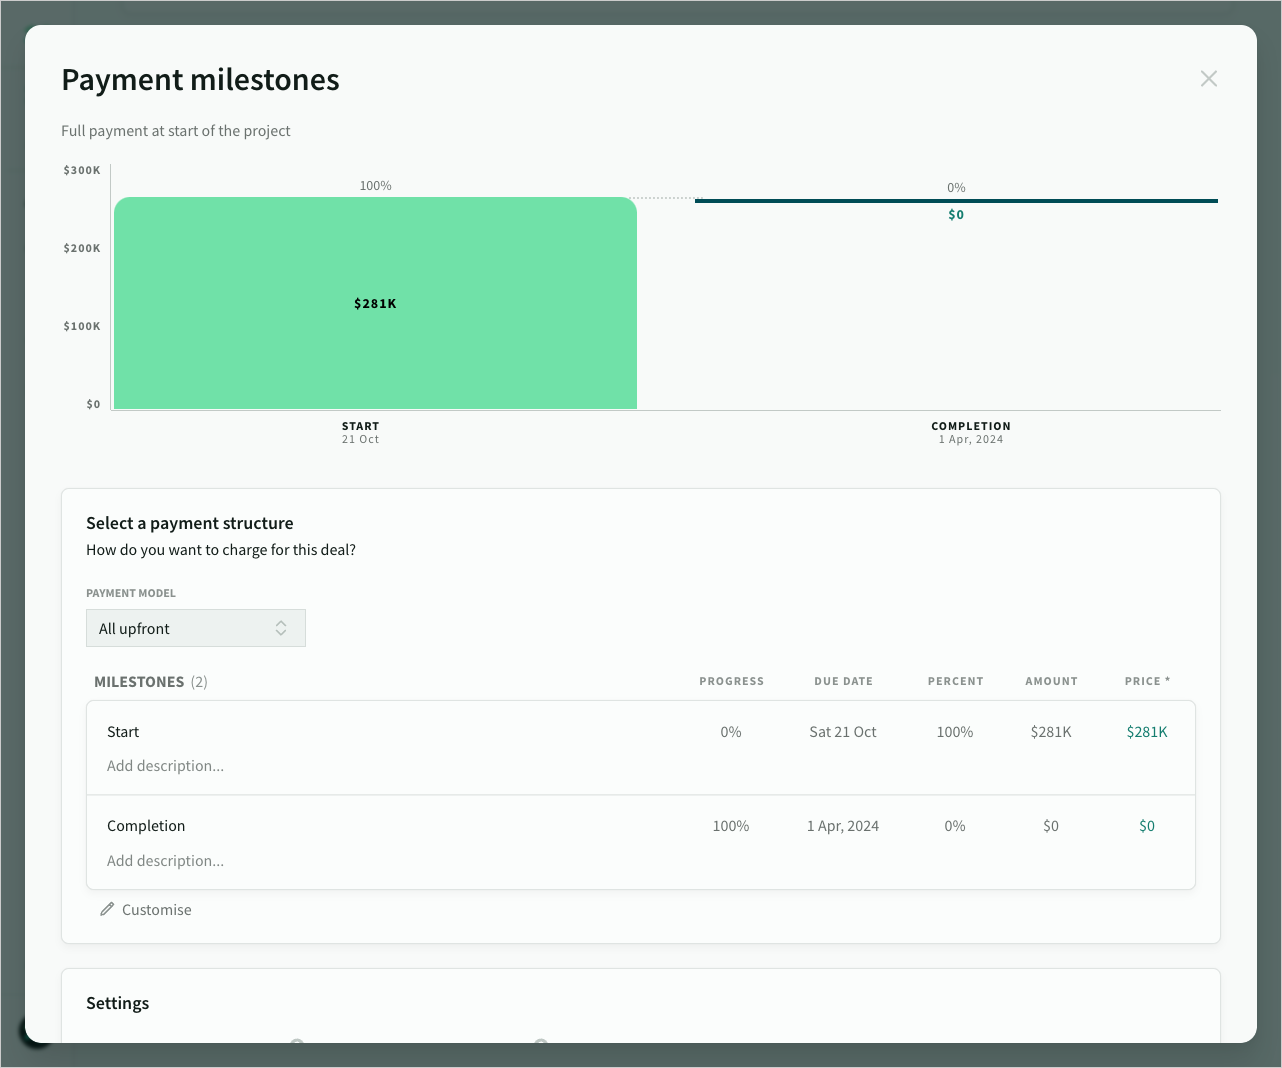 Payment milestones
Full payment at start of the project
$300K
100%
0%
$0
$200K
$281K
$100K
$0
START
21 Oct
COMPLETION
1 Apr, 2024
Select a payment structure
How do you want to charge for this deal?
PAYMENT MODEL
All upfront
MILESTONES (2) PROGRESS DUE DATE PERCENT AMOUNT PRICE *
Start 0% Sat 21 Oct 100% $281K $281K
Add description...
Completion 100% 1 Apr, 2024 0% $0 $0
Add description...
Customise
Settings